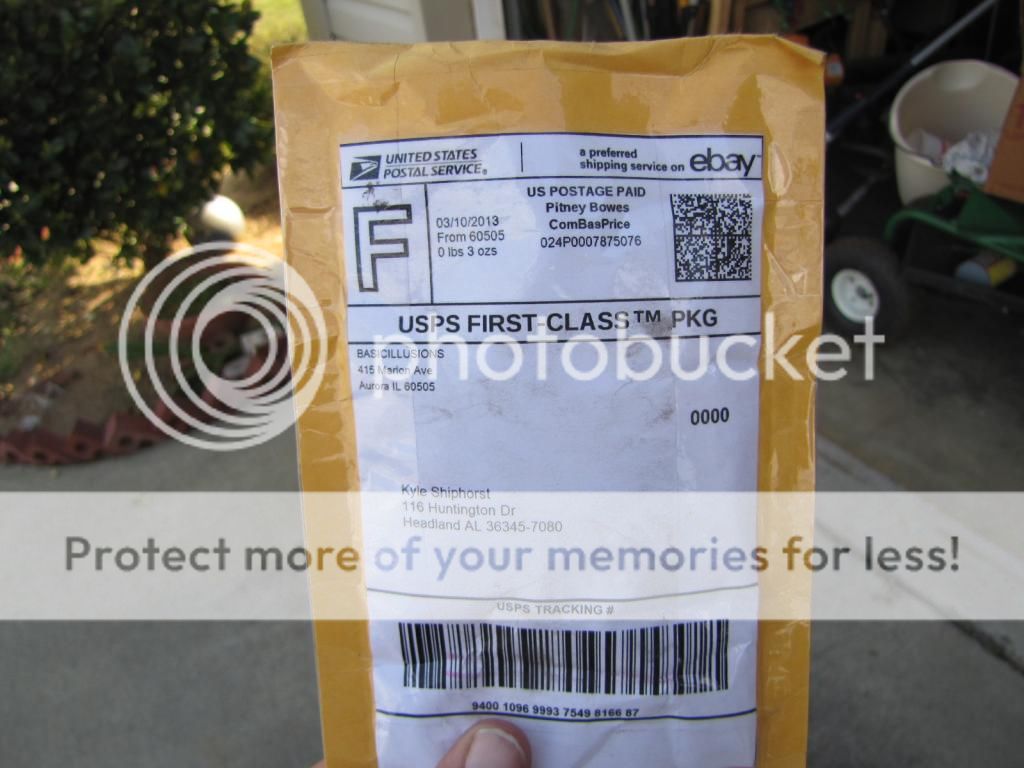 UNITED STATES
POSTAL SERVICE®
a preferred
shipping service on ebay™
F
03/10/2013
From 60505
0 lbs 3 ozs
US POSTAGE PAID
Pitney Bowes
ComBasPrice
024P0007875076
USPS FIRST-CLASS™ PKG
photobucket
BASICILLUSIONS
415 Marion Ave
Aurora IL 60505
0000
Kyle Shiphorst
116 Huntington Dr
Headland AL 36345-7080
Protect more of your memories for less!
USPS TRACKING #
9400 1096 9993 7549 8166 87